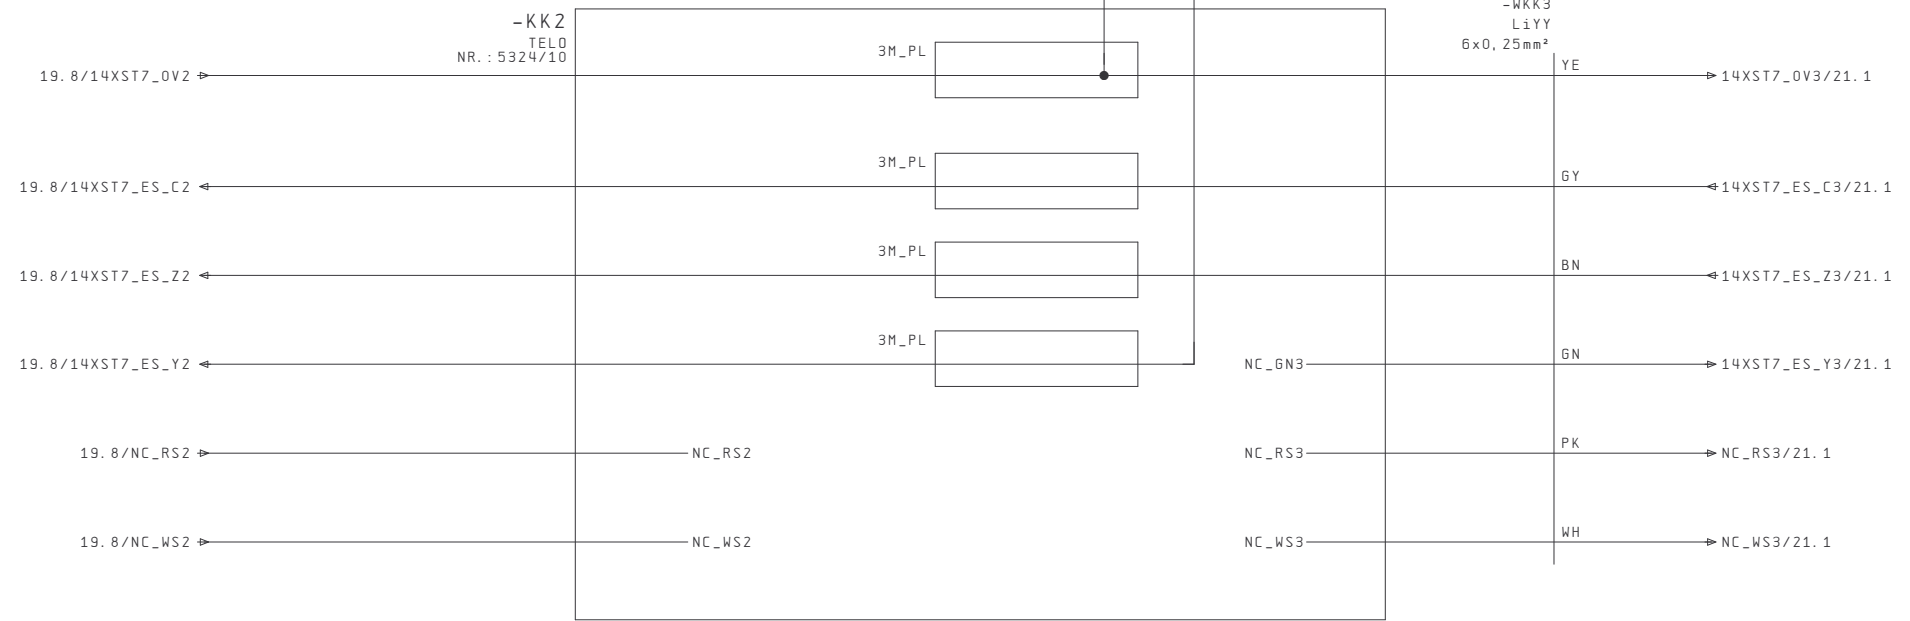 -KK2
TELO
NR.:5324/10
-WKK3
LiYY
6x0,25mm²
19.8/14XST7_0V2
3M_PL
YE
14XST7_0V3/21.1
19.8/14XST7_ES_C2
3M_PL
GY
14XST7_ES_C3/21.1
19.8/14XST7_ES_Z2
3M_PL
BN
14XST7_ES_Z3/21.1
19.8/14XST7_ES_Y2
3M_PL
NC_GN3
GN
14XST7_ES_Y3/21.1
19.8/NC_RS2
NC_RS2
NC_RS3
PK
NC_RS3/21.1
19.8/NC_WS2
NC_WS2
NC_WS3
WH
NC_WS3/21.1